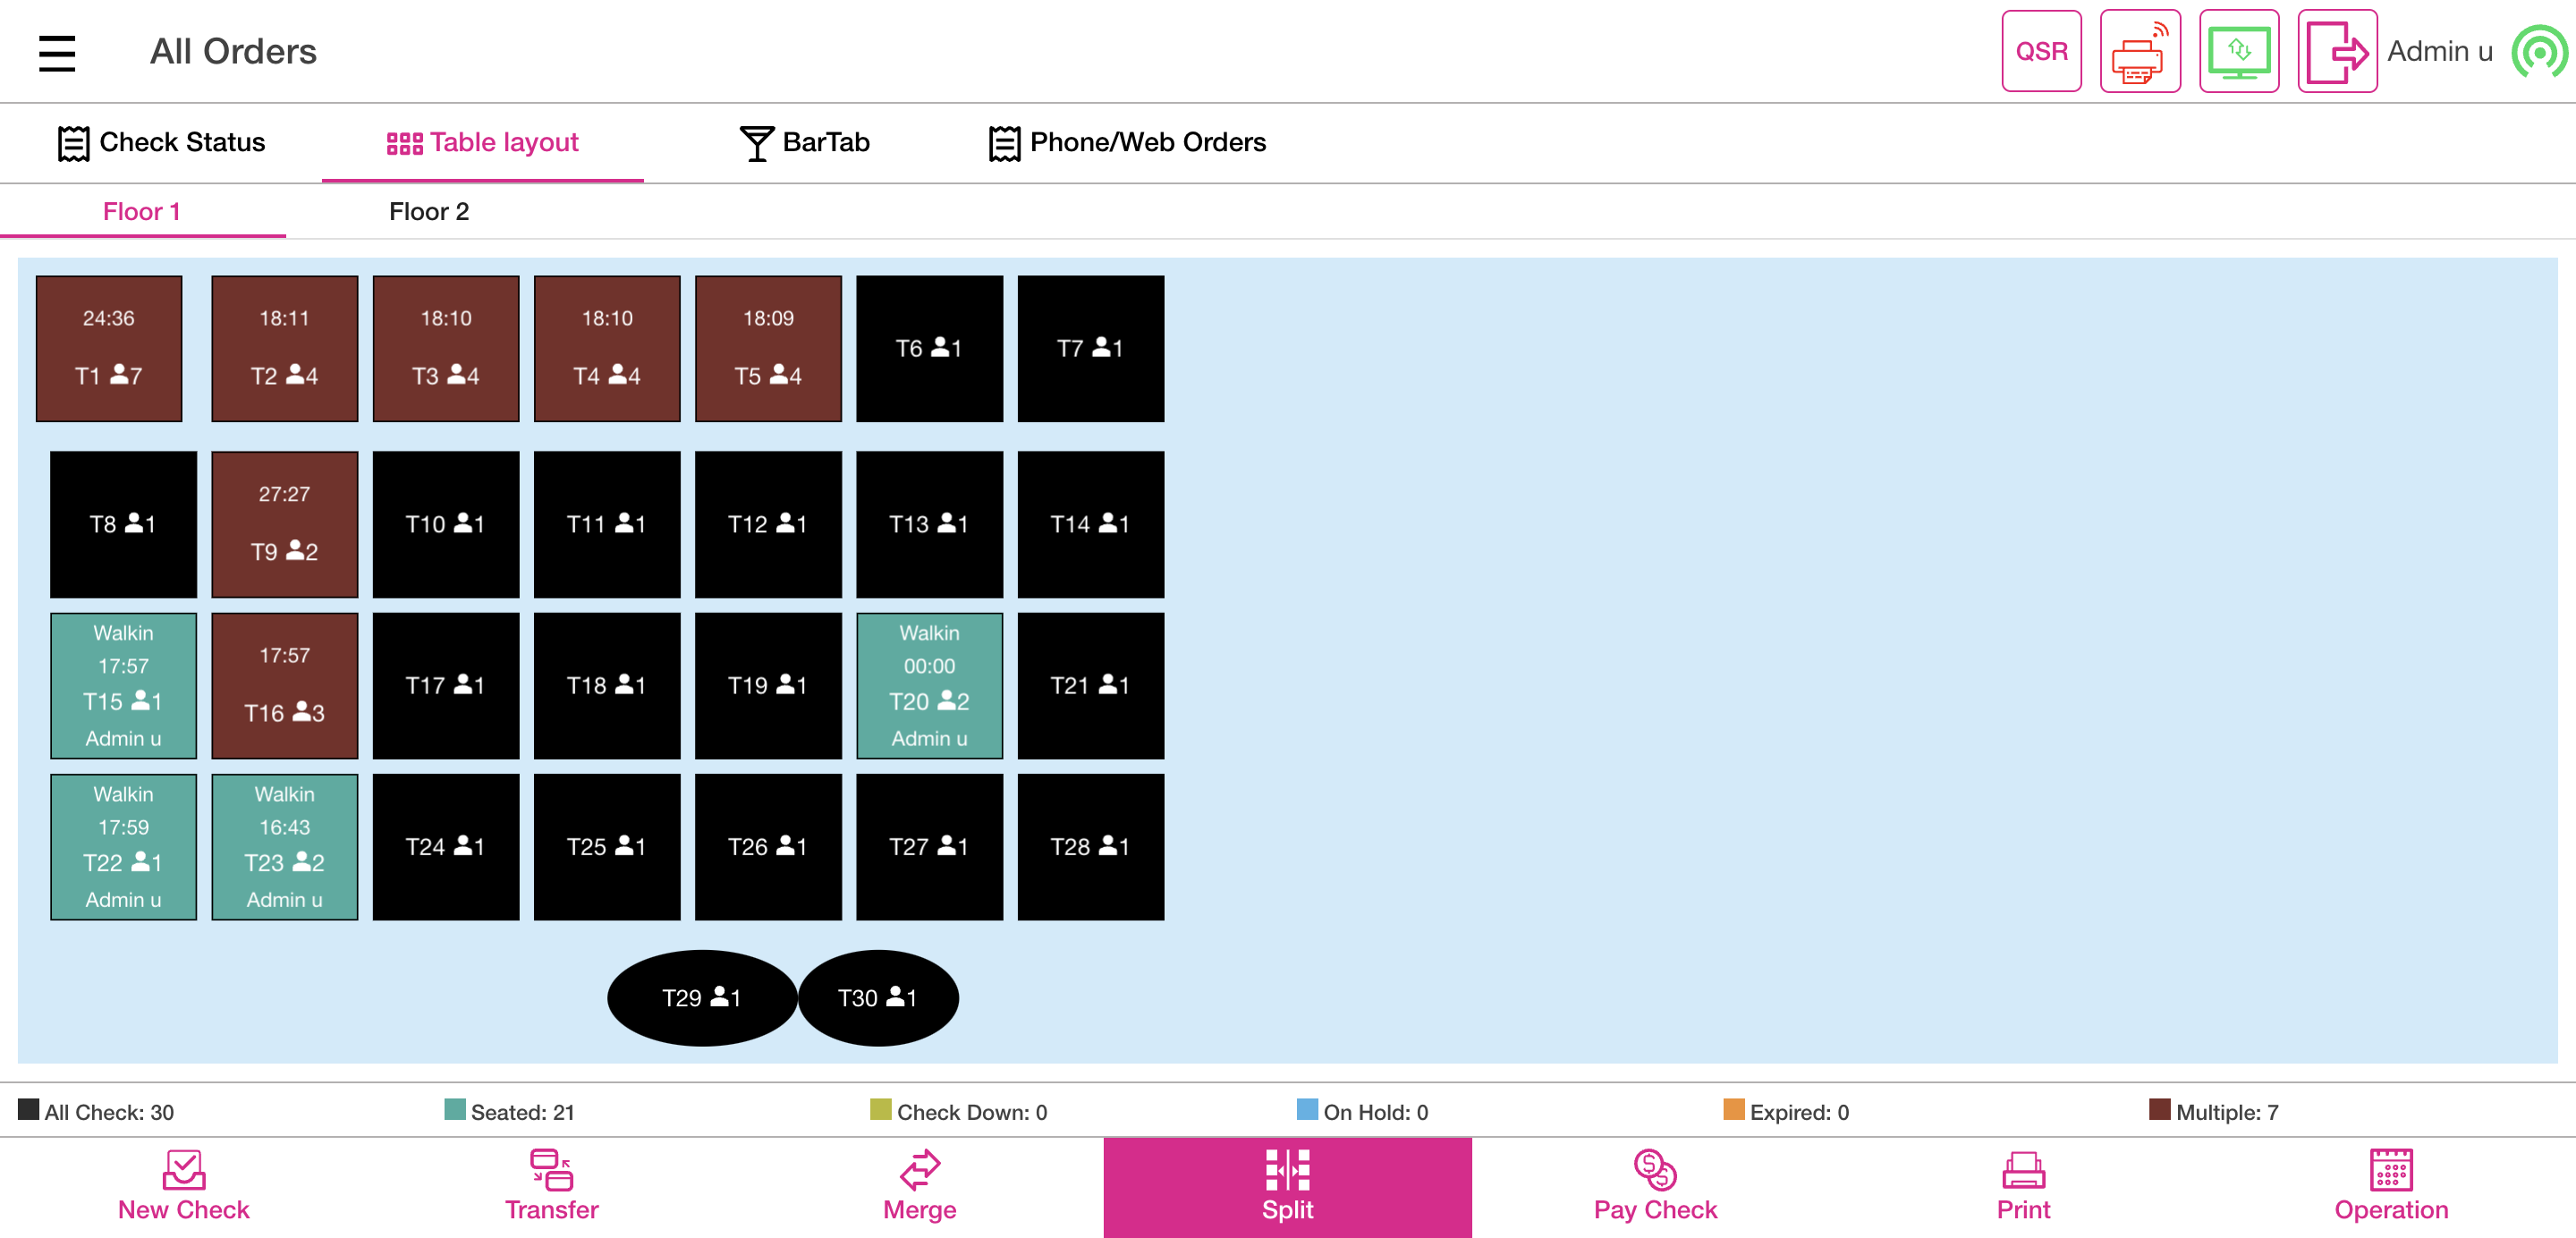 All Orders
QSR
Admin u
Check Status
Table layout
BarTab
Phone/Web Orders
Floor 1
Floor 2
24:36
T1 7
18:11
T2 4
18:10
T3 4
18:10
T4 4
18:09
T5 4
T6 1
T7 1
T8 1
27:27
T9 2
T10 1
T11 1
T12 1
T13 1
T14 1
Walkin
17:57
T15 1
Admin u
17:57
T16 3
T17 1
T18 1
T19 1
Walkin
00:00
T20 2
Admin u
T21 1
Walkin
17:59
T22 1
Admin u
Walkin
16:43
T23 2
Admin u
T24 1
T25 1
T26 1
T27 1
T28 1
T29 1
T30 1
All Check: 30
Seated: 21
Check Down: 0
On Hold: 0
Expired: 0
Multiple: 7
New Check
Transfer
Merge
Split
Pay Check
Print
Operation